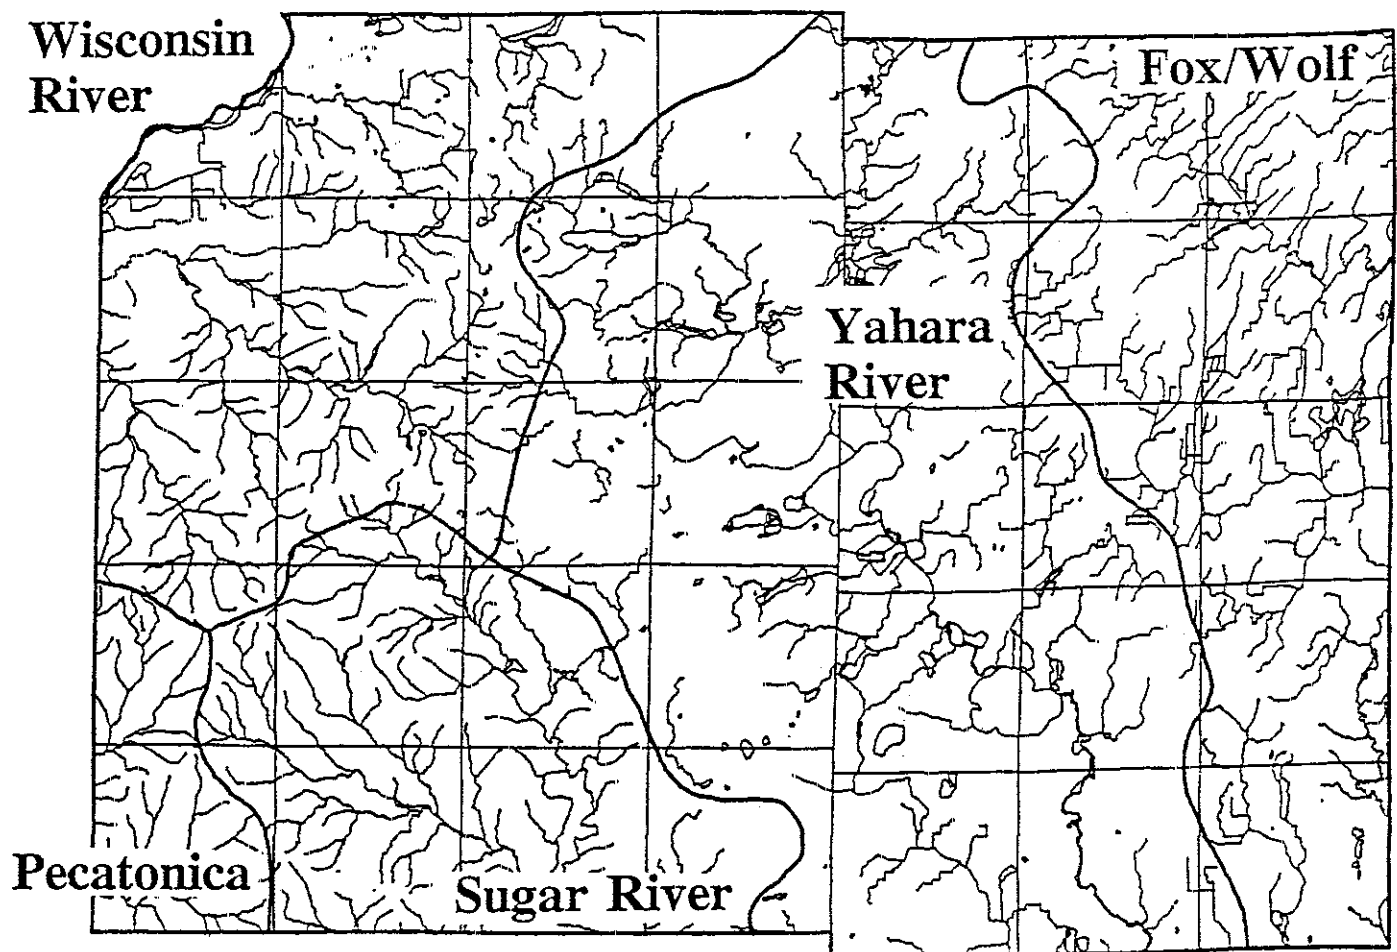 Wisconsin
River
Fox/Wolf
Yahara
River
Pecatonica
Sugar River